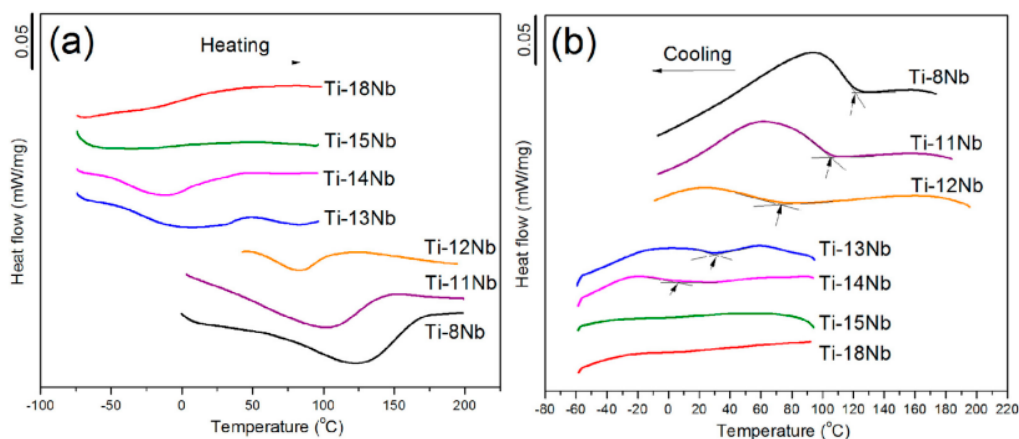 (a)
0.05
Heating
Ti-18Nb
Ti-15Nb
Ti-14Nb
Ti-13Nb
Ti-12Nb
Ti-11Nb
Ti-8Nb
Heat flow (mW/mg)
-100 -50 0 50 100 150 200
Temperature (°C)
(b)
0.05
Cooling
Ti-8Nb
Ti-11Nb
Ti-12Nb
Ti-13Nb
Ti-14Nb
Ti-15Nb
Ti-18Nb
Heat flow (mW/mg)
-80 -60 -40 -20 0 20 40 60 80 100 120 140 160 180 200 220
Temperature (°C)